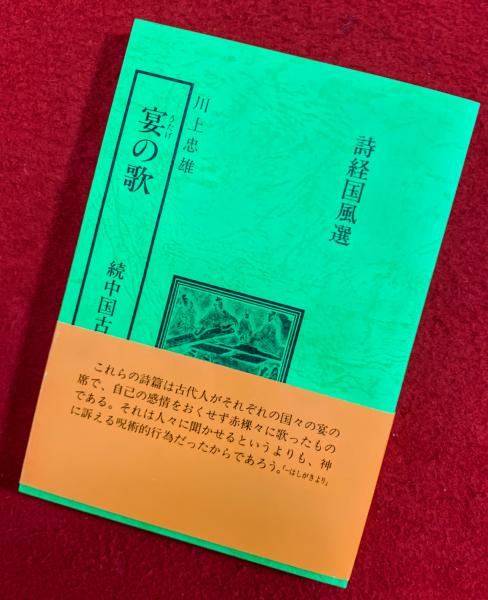 詩経国風選
川上忠雄
うたげ
宴の歌
続中国古
これらの詩篇は古代人がそれぞれの国々の宴の
席で、自己の感情をおくせず赤裸々に歌ったもの
である。それは人々に聞かせるというよりも、神
に訴える呪術的行為だったからであろう。「―はしがきより」